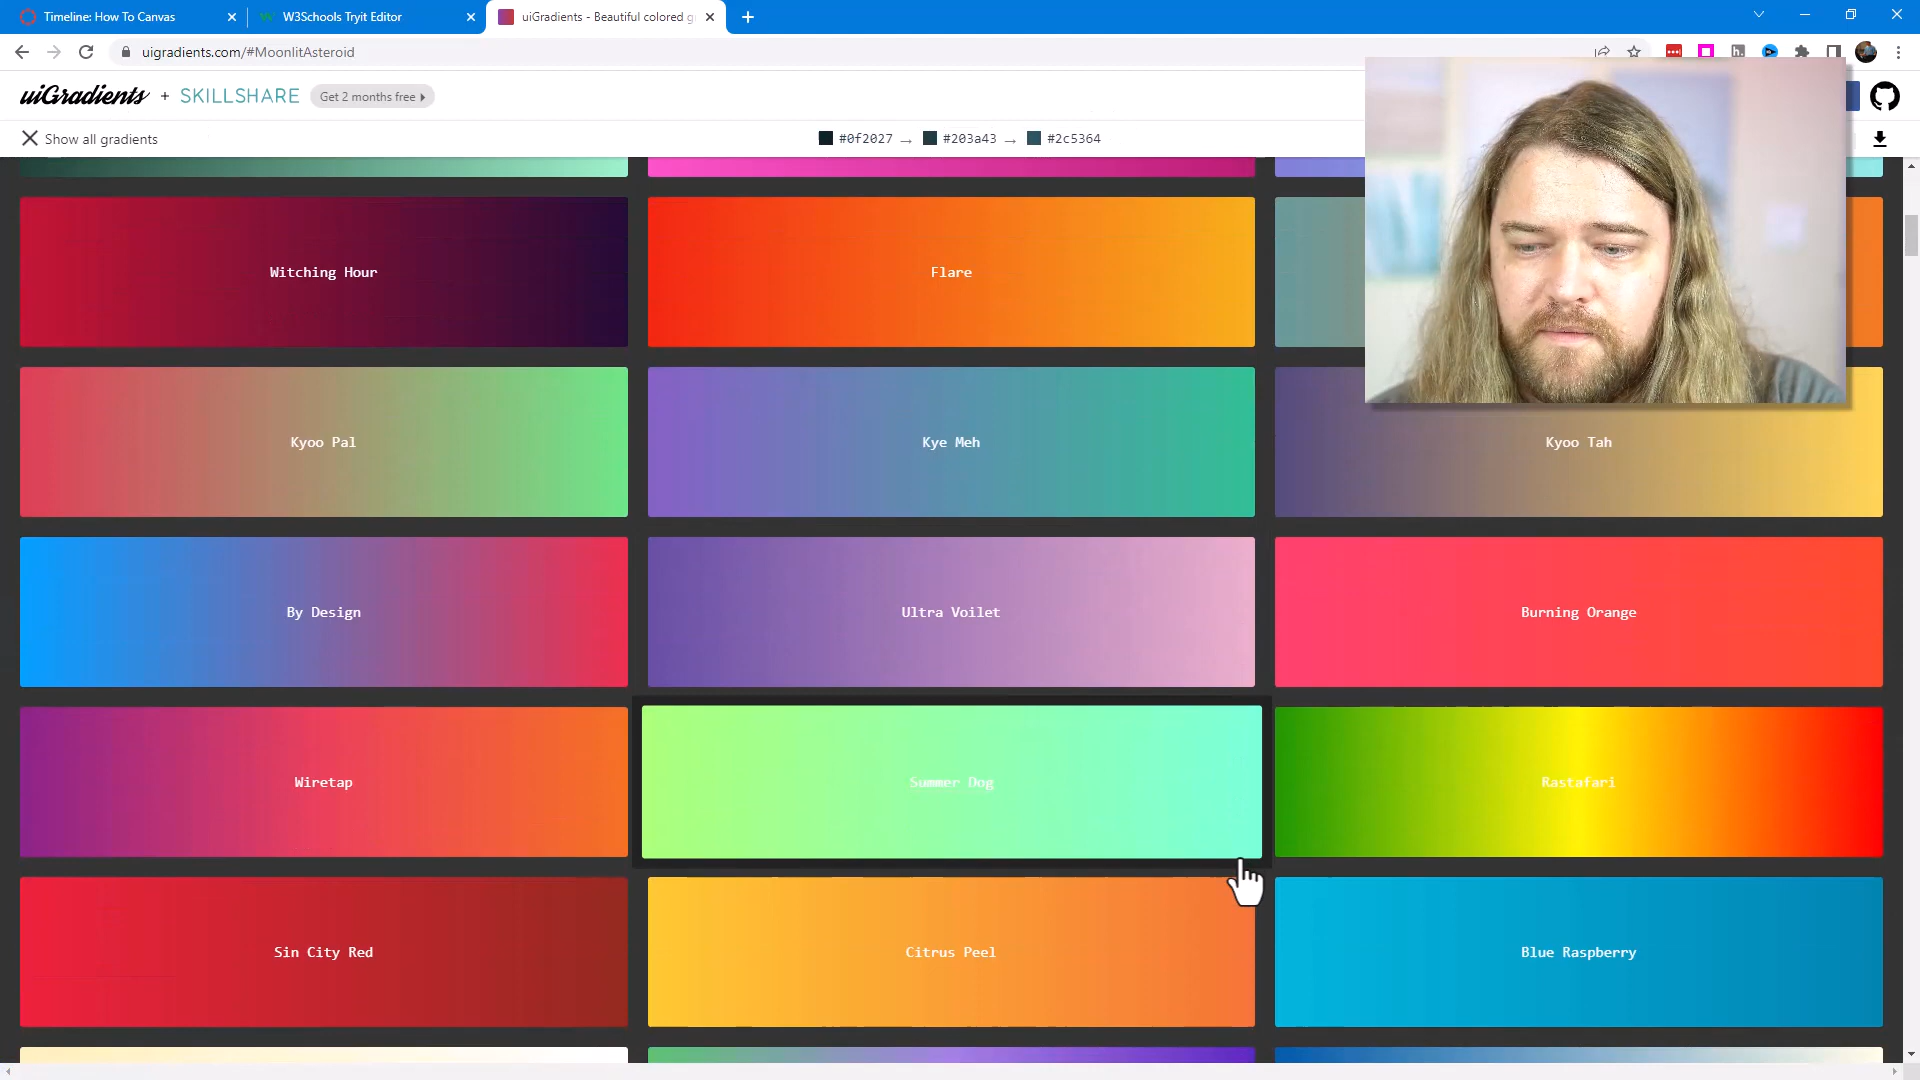 Timeline: How To Canvas
W3Schools Tryit Editor
uiGradients - Beautiful colored g
uigradients.com/#MoonlitAsteroid
uiGradients + SKILLSHARE Get 2 months free
Show all gradients
#0f2027 → #203a43 → #2c5364
Witching Hour
Flare
Kyoo Pal
Kye Meh
Kyoo Tah
By Design
Ultra Voilet
Burning Orange
Wiretap
Summer Dog
Rastafari
Sin City Red
Citrus Peel
Blue Raspberry